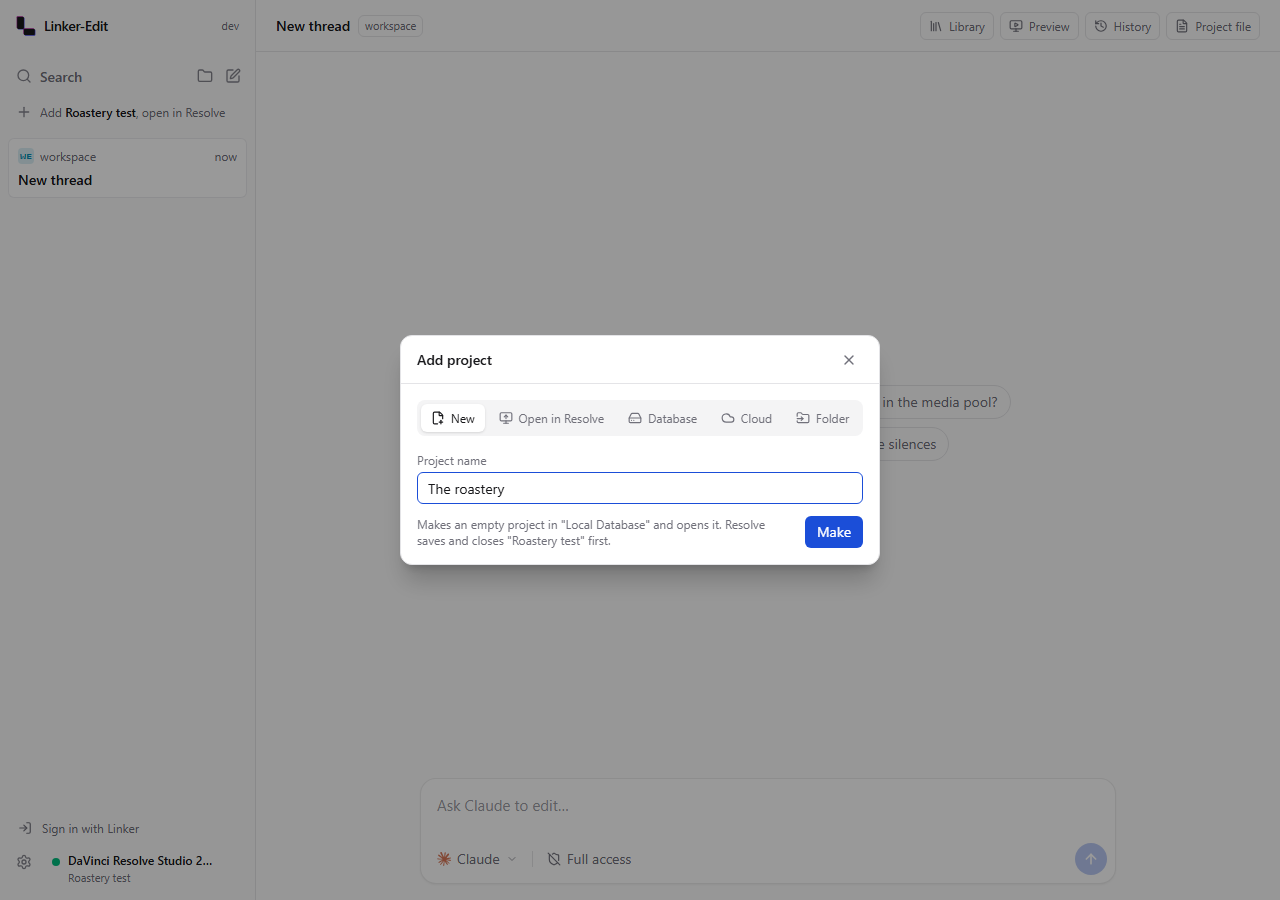 Linker-Edit
dev
Search
Add Roastery test, open in Resolve
WE
workspace
now
New thread
Sign in with Linker
DaVinci Resolve Studio 2...
Roastery test
New thread
workspace
Library
Preview
History
Project file
in the media pool?
e silences
Add project
New
Open in Resolve
Database
Cloud
Folder
Project name
The roastery
Makes an empty project in "Local Database" and opens it. Resolve
saves and closes "Roastery test" first.
Make
Ask Claude to edit...
Claude
Full access